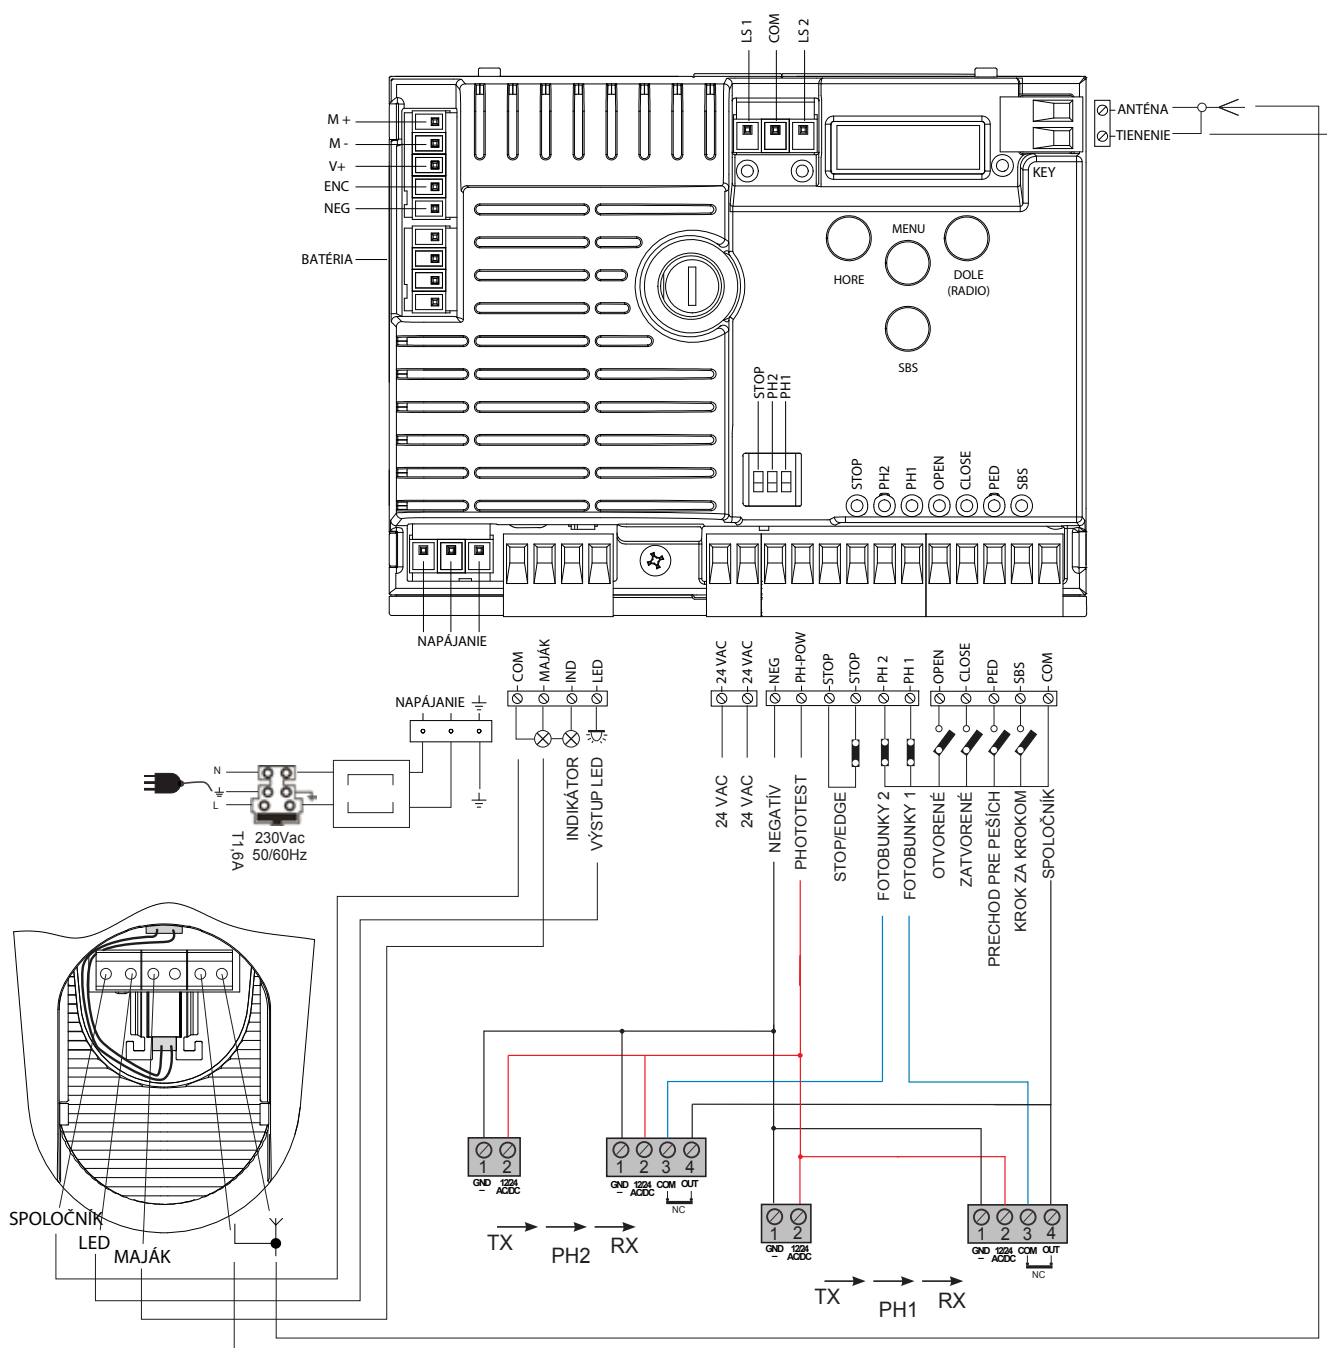 LS 1
COM
LS 2
M +
M -
V+
ENC
NEG
BATÉRIA
ANTÉNA
TIENENIE
KEY
MENU
HORE
DOLE
(RADIO)
SBS
STOP
PH2
PH1
STOP
PH2
PH1
OPEN
CLOSE
PED
SBS
NAPÁJANIE
COM
MAJÁK
IND
LED
24 VAC
24 VAC
NEG
PH-POW
STOP
STOP
PH 2
PH 1
OPEN
CLOSE
PED
SBS
COM
NAPÁJANIE
N
L
T1,6A
230Vac
50/60Hz
INDIKÁTOR
VÝSTUP LED
24 VAC
24 VAC
NEGATÍV
PHOTOTEST
STOP/EDGE
FOTOBUNKY 2
FOTOBUNKY 1
OTVORENÉ
ZATVORENÉ
PRECHOD PRE PEŠÍCH
KROK ZA KROKOM
SPOLOČNÍK
SPOLOČNÍK
LED
MAJÁK
1 2
GND 12/24
– AC/DC
1 2 3 4
GND 12/24 COM OUT
– AC/DC
NC
TX PH2 RX
1 2
GND 12/24
– AC/DC
1 2 3 4
GND 12/24 COM OUT
– AC/DC
NC
TX PH1 RX